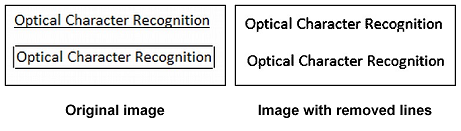 Optical Character Recognition
Optical Character Recognition
Original image
Optical Character Recognition
Optical Character Recognition
Image with removed lines